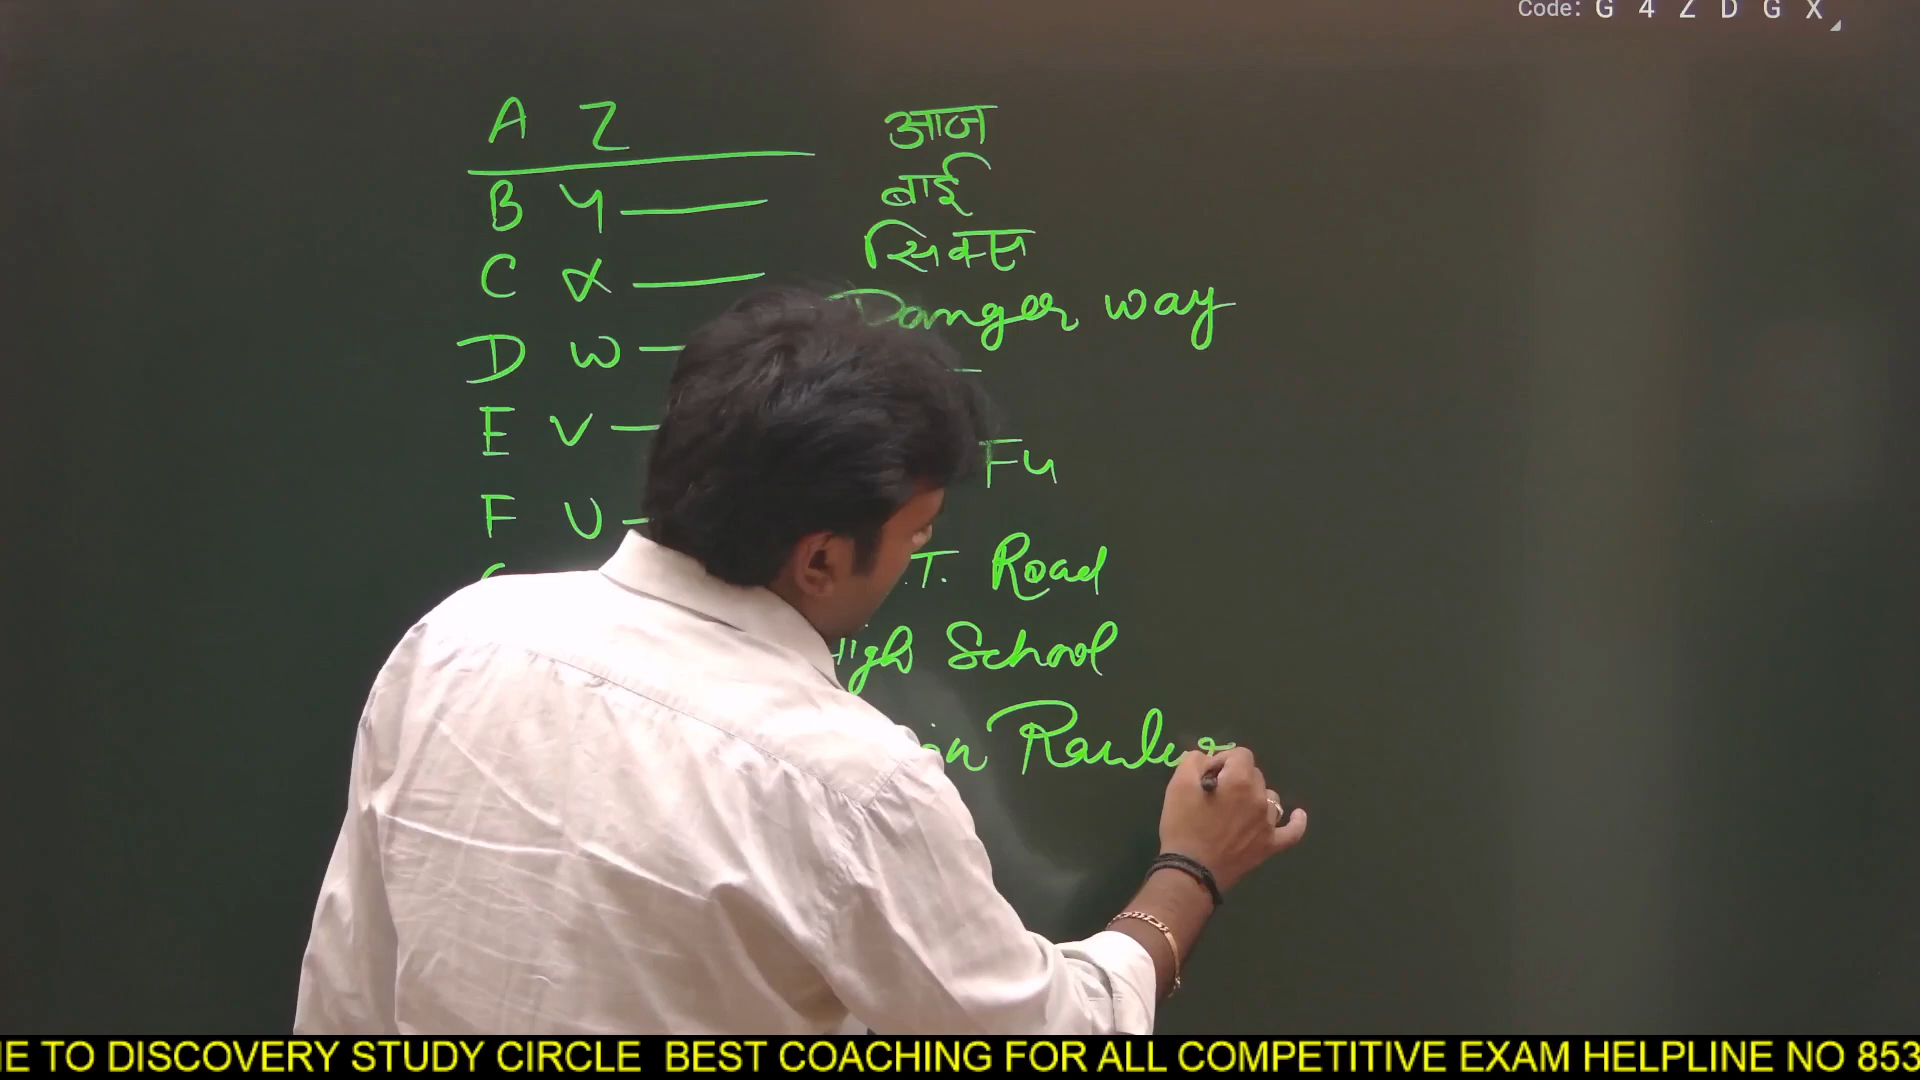 Code: G 4 Z D G X
A Z आज
B Y — बाई
C X — सिक्स
D W — Danger way
E V —
F U — Fu
.T. Road
High School
Railway
E TO DISCOVERY STUDY CIRCLE BEST COACHING FOR ALL COMPETITIVE EXAM HELPLINE NO 853